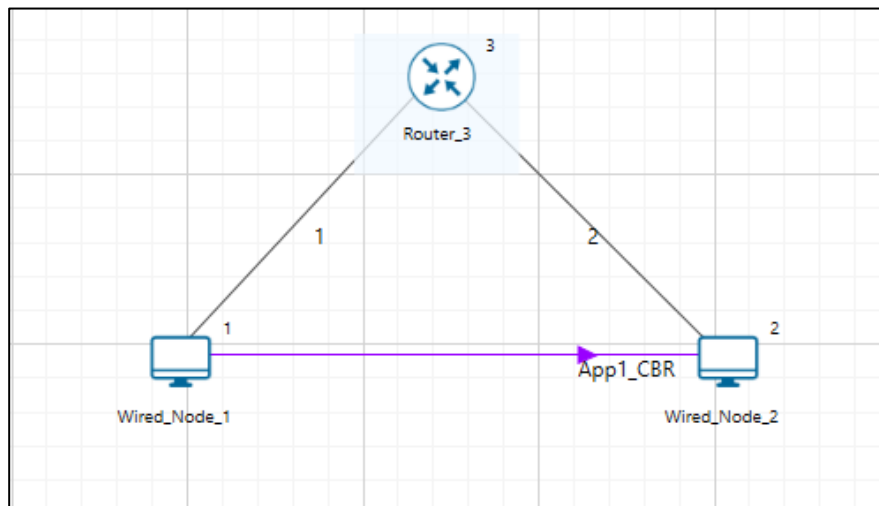 3
Router_3
1
2
1
2
App1_CBR
Wired_Node_1
Wired_Node_2